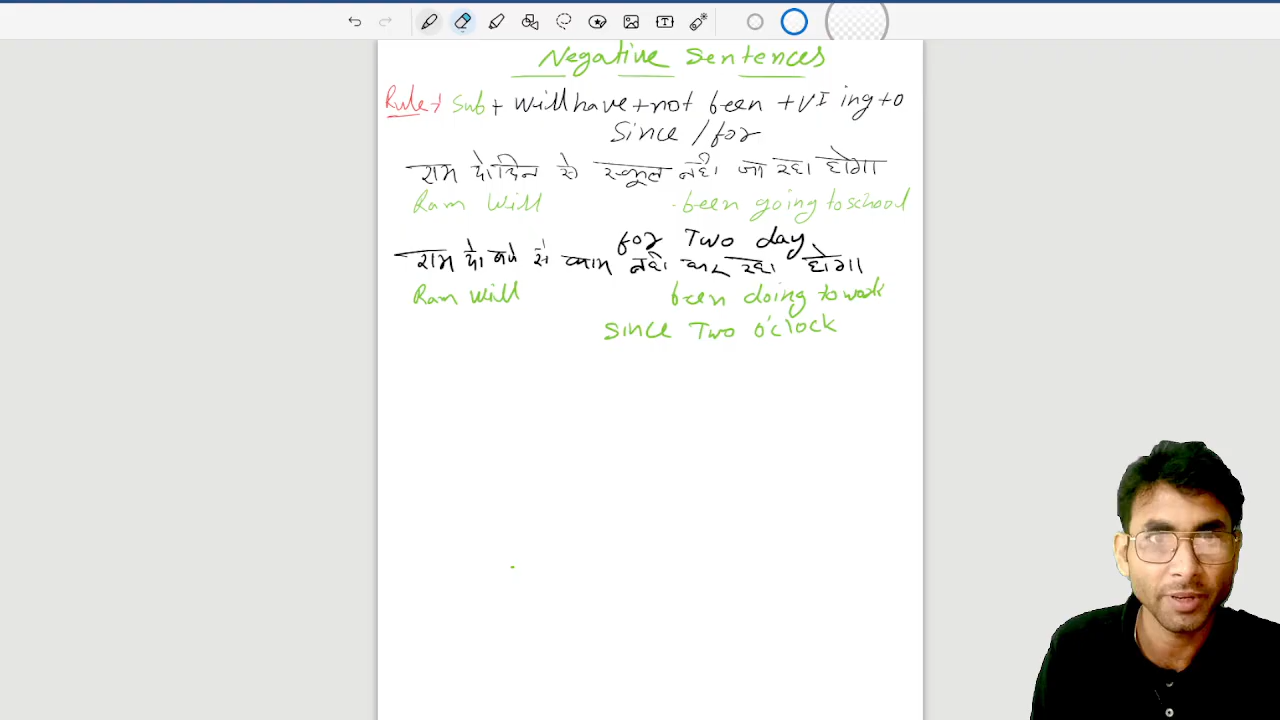 Negative Sentences
Rule → Sub + will have + not been + VI ing + O
Since / for
राम दो दिन से स्कूल नहीं जा रहा होगा
Ram Will been going to school
for Two day
राम दो बजे से काम नहीं कर रहा होगा
Ram Will been doing to work
Since Two o'clock